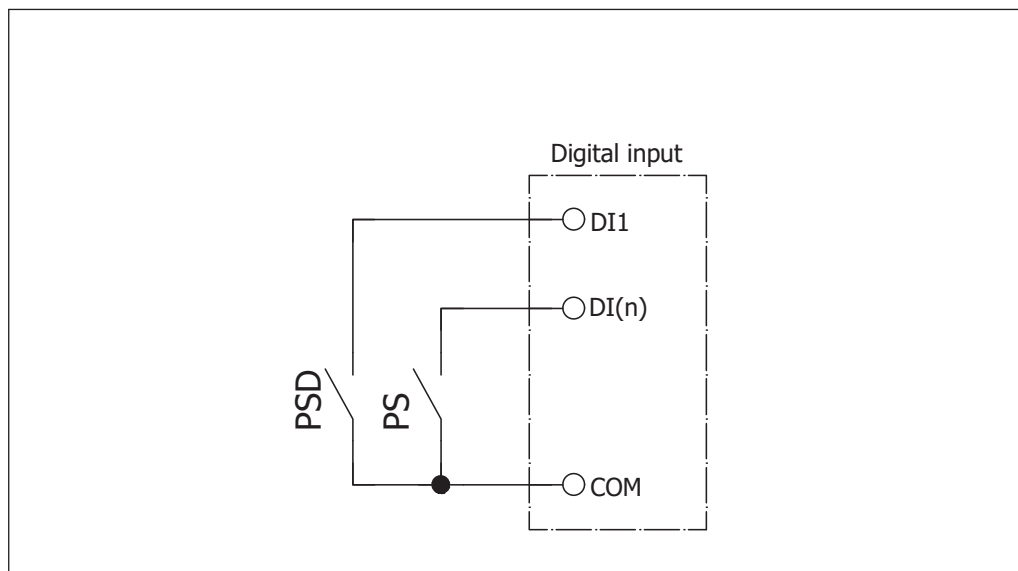 Digital input
DI1
DI(n)
PSD
PS
COM